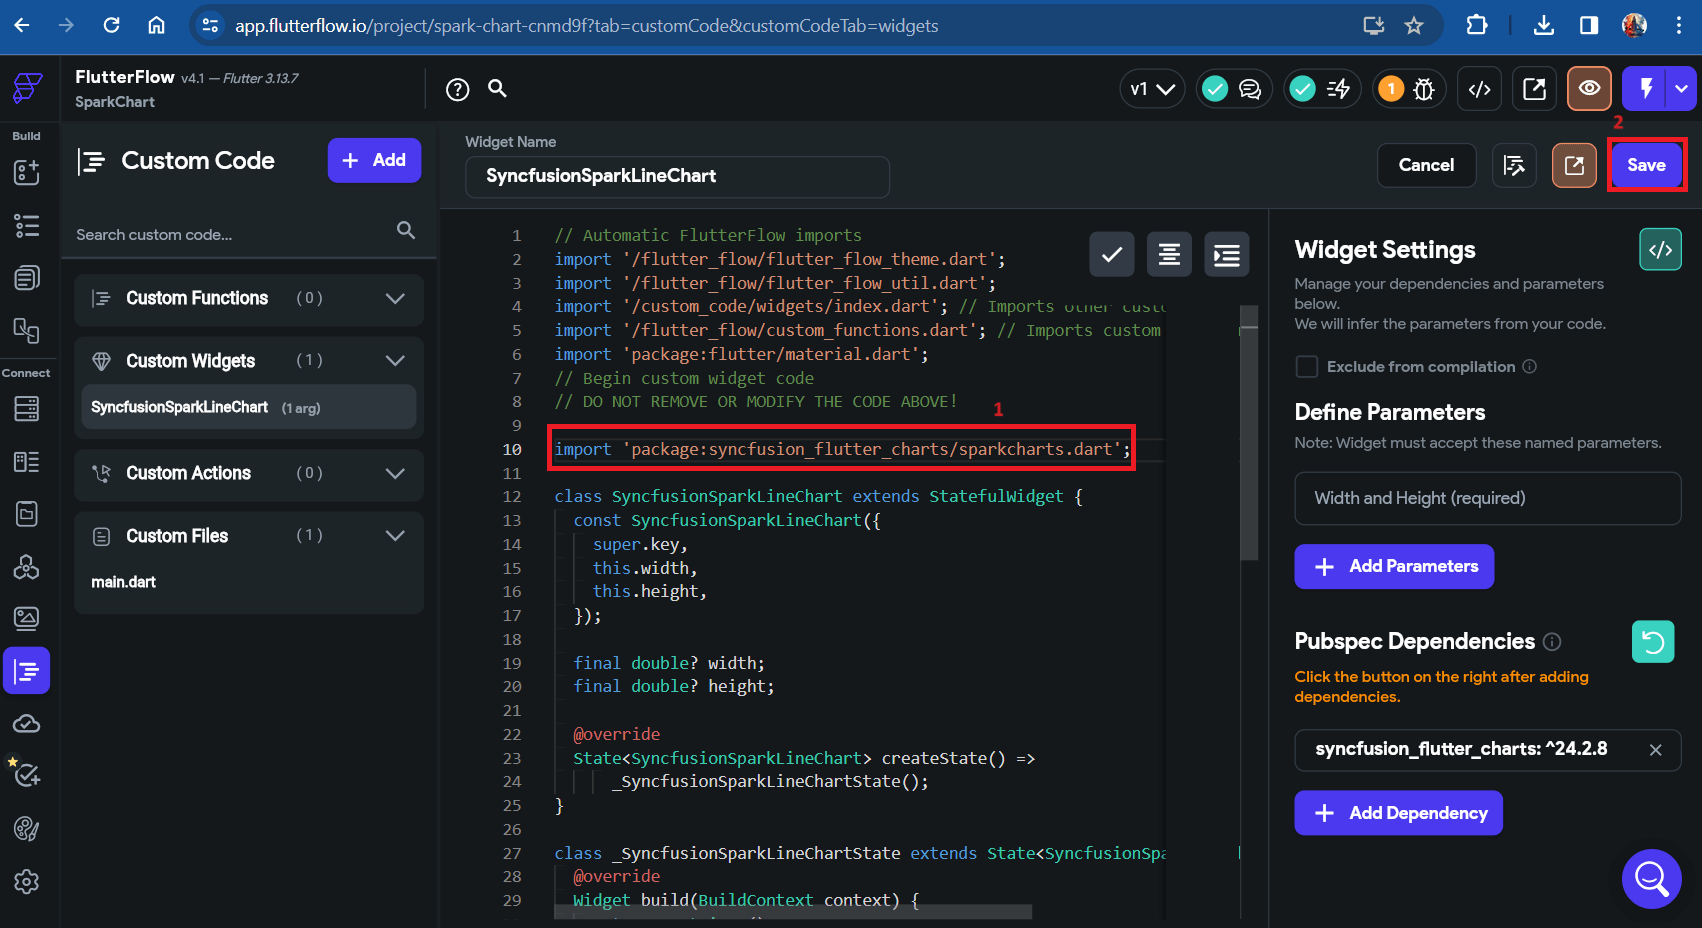 app.flutterflow.io/project/spark-chart-cnmd9f?tab=customCode&customCodeTab=widgets
FlutterFlow v4.1 — Flutter 3.13.7
SparkChart
v1
1
2
Build
Connect
Custom Code
+ Add
Search custom code...
Custom Functions (0)
Custom Widgets (1)
SyncfusionSparkLineChart (1 arg)
Custom Actions (0)
Custom Files (1)
main.dart
Widget Name
SyncfusionSparkLineChart
Cancel
Save
1 // Automatic FlutterFlow imports
2 import '/flutter_flow/flutter_flow_theme.dart';
3 import '/flutter_flow/flutter_flow_util.dart';
4 import '/custom_code/widgets/index.dart'; // Imports other
5 import '/flutter_flow/custom_functions.dart'; // Imports custom
6 import 'package:flutter/material.dart';
7 // Begin custom widget code
8 // DO NOT REMOVE OR MODIFY THE CODE ABOVE!
9
1
10 import 'package:syncfusion_flutter_charts/sparkcharts.dart';
11
12 class SyncfusionSparkLineChart extends StatefulWidget {
13 const SyncfusionSparkLineChart({
14 super.key,
15 this.width,
16 this.height,
17 });
18
19 final double? width;
20 final double? height;
21
22 @override
23 State<SyncfusionSparkLineChart> createState() =>
24 _SyncfusionSparkLineChartState();
25 }
26
27 class _SyncfusionSparkLineChartState extends State<SyncfusionSpa
28 @override
29 Widget build(BuildContext context) {
Widget Settings
Manage your dependencies and parameters
below.
We will infer the parameters from your code.
Exclude from compilation
Define Parameters
Note: Widget must accept these named parameters.
Width and Height (required)
+ Add Parameters
Pubspec Dependencies
Click the button on the right after adding
dependencies.
syncfusion_flutter_charts: ^24.2.8
+ Add Dependency